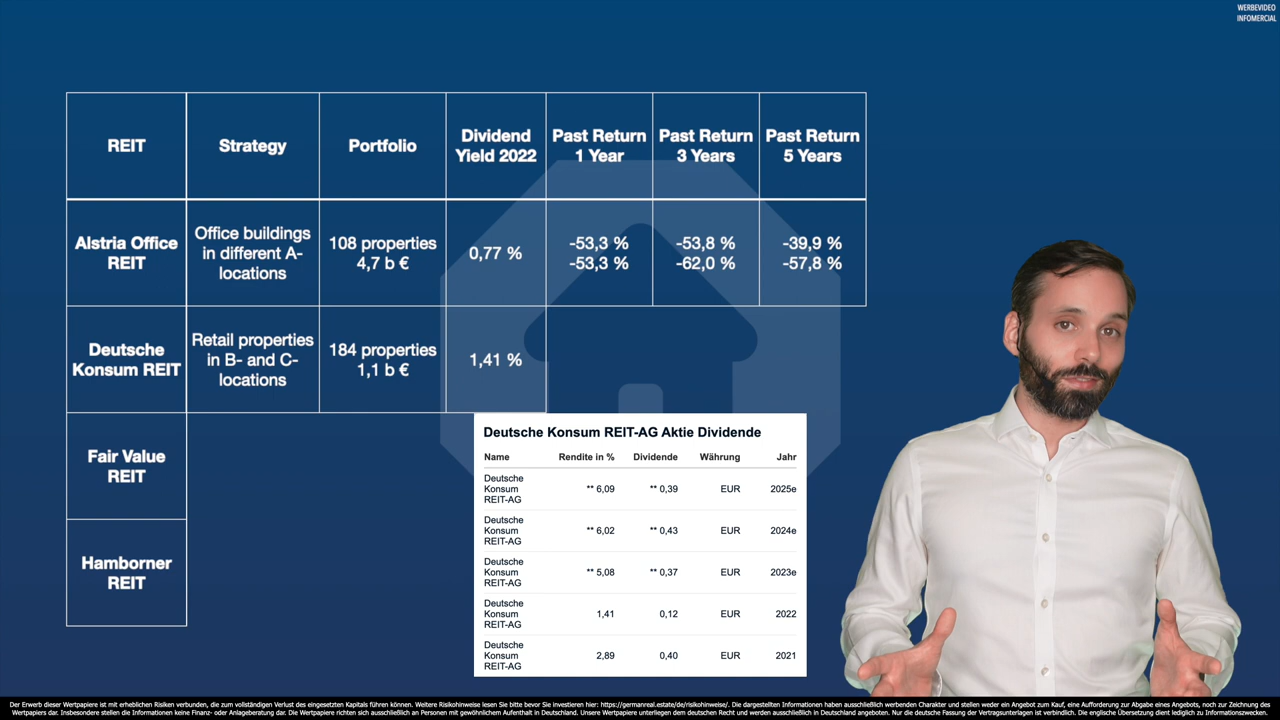 WERBEVIDEO
INFOMERCIAL
REIT
Strategy
Portfolio
Dividend
Yield 2022
Past Return
1 Year
Past Return
3 Years
Past Return
5 Years
Alstria Office
REIT
Office buildings
in different A-
locations
108 properties
4,7 b €
0,77 %
-53,3 %
-53,3 %
-53,8 %
-62,0 %
-39,9 %
-57,8 %
Deutsche
Konsum REIT
Retail properties
in B- and C-
locations
184 properties
1,1 b €
1,41 %
Fair Value
REIT
Hamborner
REIT
Deutsche Konsum REIT-AG Aktie Dividende
Name Rendite in % Dividende Währung Jahr
Deutsche
Konsum
REIT-AG
** 6,09 ** 0,39 EUR 2025e
Deutsche
Konsum
REIT-AG
** 6,02 ** 0,43 EUR 2024e
Deutsche
Konsum
REIT-AG
** 5,08 ** 0,37 EUR 2023e
Deutsche
Konsum
REIT-AG
1,41 0,12 EUR 2022
Deutsche
Konsum
REIT-AG
2,89 0,40 EUR 2021
Der Erwerb dieser Wertpapiere ist mit erheblichen Risiken verbunden, die zum vollständigen Verlust des eingesetzten Kapitals führen können. Weitere Risikohinweise lesen Sie bitte bevor Sie investieren hier: https://germanreal.estate/de/risikohinweise/. Die dargestellten Informationen haben ausschließlich werbenden Charakter und stellen weder ein Angebot zum Kauf, eine Aufforderung zur Abgabe eines Angebots, noch zur Zeichnung des
Wertpapiers dar. Insbesondere stellen die Informationen keine Finanz- oder Anlageberatung dar. Die Wertpapiere richten sich ausschließlich an Personen mit gewöhnlichem Aufenthalt in Deutschland. Unsere Wertpapiere unterliegen dem deutschen Recht und werden ausschließlich in Deutschland angeboten. Nur die deutsche Fassung der Vertragsunterlagen ist verbindlich. Die englische Übersetzung dient lediglich zu Informationszwecken.